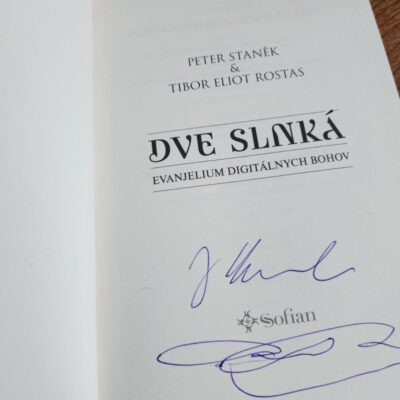 PETER STANĚK
&
TIBOR ELIOT ROSTAS
DVE SLNKÁ
EVANJELIUM DIGITÁLNYCH BOHOV
Sofian